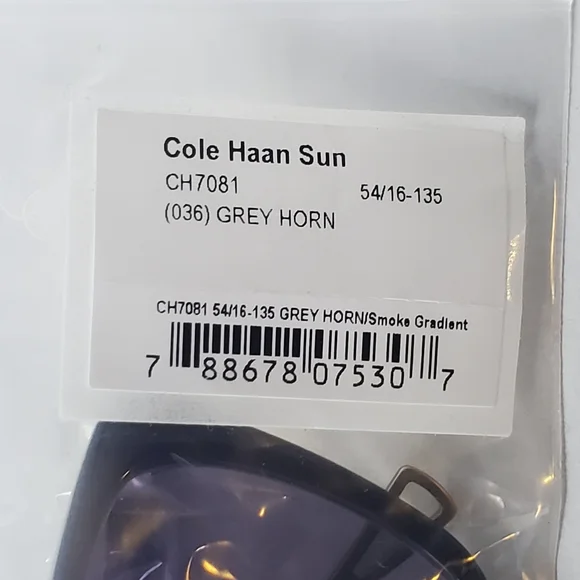 Cole Haan Sun
CH7081 54/16-135
(036) GREY HORN
CH7081 54/16-135 GREY HORN/Smoke Gradient
7 88678 07530 7